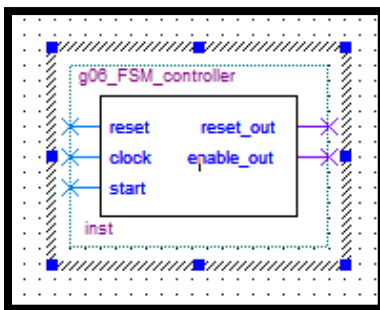 g06_FSM_controller
reset reset_out
clock enable_out
start
inst